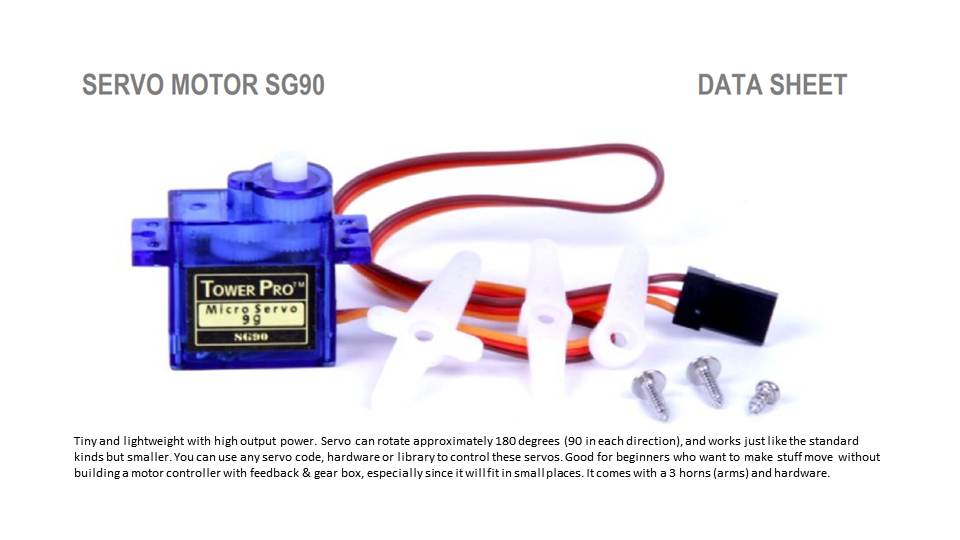 SERVO MOTOR SG90 DATA SHEET
TOWER PRO™
Micro Servo
9g
SG90
Tiny and lightweight with high output power. Servo can rotate approximately 180 degrees (90 in each direction), and works just like the standard
kinds but smaller. You can use any servo code, hardware or library to control these servos. Good for beginners who want to make stuff move without
building a motor controller with feedback & gear box, especially since it will fit in small places. It comes with a 3 horns (arms) and hardware.